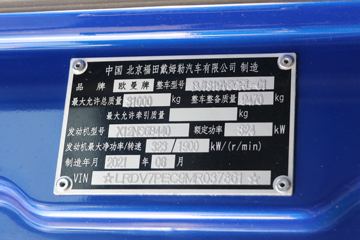 中国 北京福田戴姆勒汽车有限公司 制造
品牌 欧曼牌 整车型号
最大允许总质量 31000 kg 整车整备质量 9470 kg
最大允许牵引质量 kg
发动机型号 X12NS6B440 额定功率 324 kW
发动机最大净功率/转速 323/1900 kW/(r/min)
制造年月 2021 年 08 月
VIN